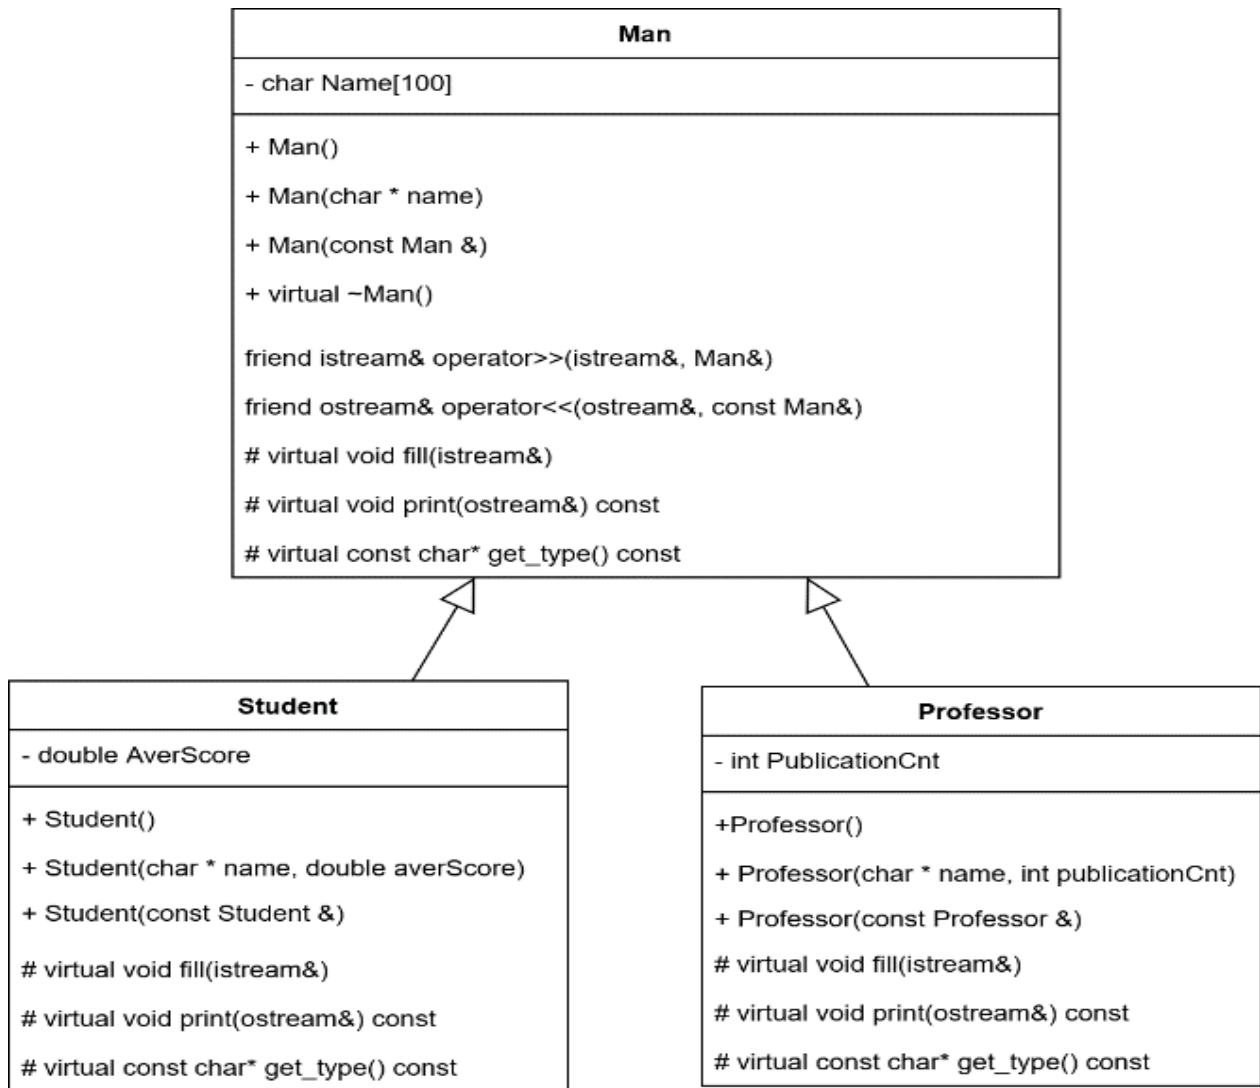 Man
- char Name[100]
+ Man()
+ Man(char * name)
+ Man(const Man &)
+ virtual ~Man()
friend istream& operator>>(istream&, Man&)
friend ostream& operator<<(ostream&, const Man&)
# virtual void fill(istream&)
# virtual void print(ostream&) const
# virtual const char* get_type() const
Student
- double AverScore
+ Student()
+ Student(char * name, double averScore)
+ Student(const Student &)
# virtual void fill(istream&)
# virtual void print(ostream&) const
# virtual const char* get_type() const
Professor
- int PublicationCnt
+Professor()
+ Professor(char * name, int publicationCnt)
+ Professor(const Professor &)
# virtual void fill(istream&)
# virtual void print(ostream&) const
# virtual const char* get_type() const